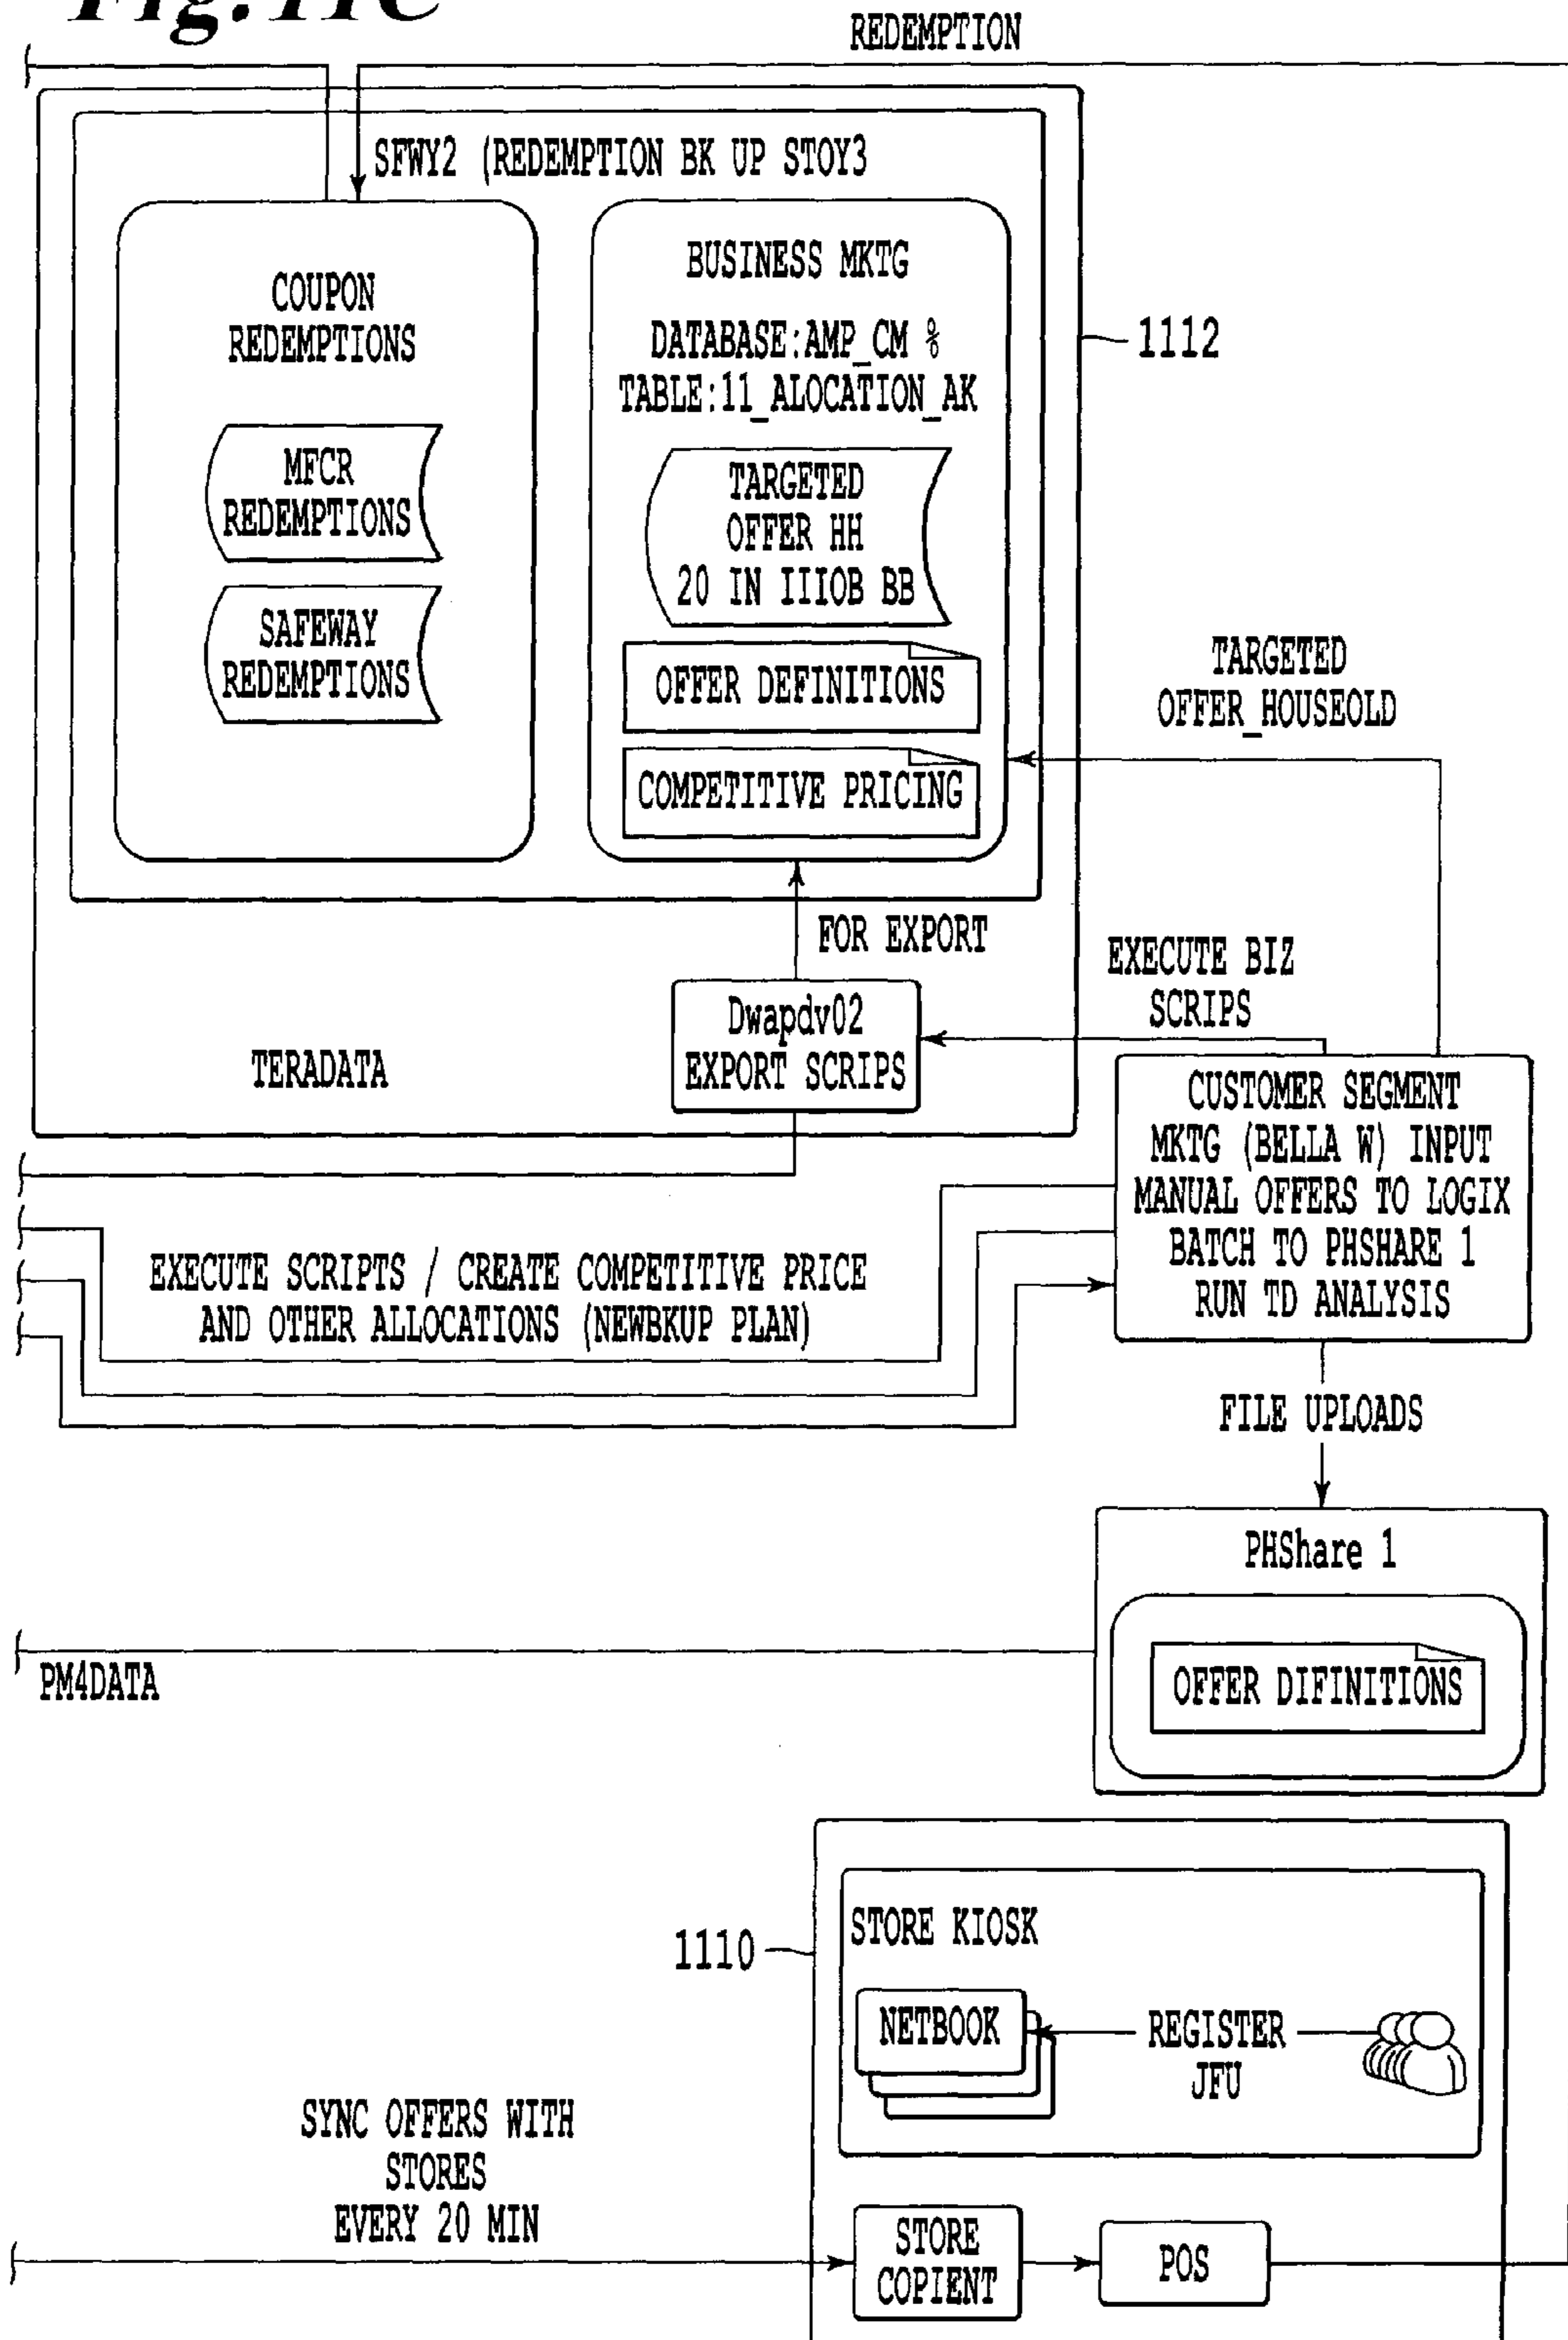 Fig. 11C
REDEMPTION
SFWY2 (REDEMPTION BK UP STOY3
COUPON
REDEMPTIONS
MFCR
REDEMPTIONS
SAFEWAY
REDEMPTIONS
BUSINESS MKTG
DATABASE:AMP_CM %
TABLE:11_ALOCATION_AK
TARGETED
OFFER HH
20 IN IIIOB BB
OFFER DEFINITIONS
COMPETITIVE PRICING
1112
TARGETED
OFFER_HOUSEOLD
FOR EXPORT
EXECUTE BIZ
SCRIPS
Dwapdv02
EXPORT SCRIPS
TERADATA
CUSTOMER SEGMENT
MKTG (BELLA W) INPUT
MANUAL OFFERS TO LOGIX
BATCH TO PHSHARE 1
RUN TD ANALYSIS
EXECUTE SCRIPTS / CREATE COMPETITIVE PRICE
AND OTHER ALLOCATIONS (NEWBKUP PLAN)
FILE UPLOADS
PHShare 1
OFFER DIFINITIONS
PM4DATA
1110
STORE KIOSK
NETBOOK
REGISTER
JFU
SYNC OFFERS WITH
STORES
EVERY 20 MIN
STORE
COPIENT
POS